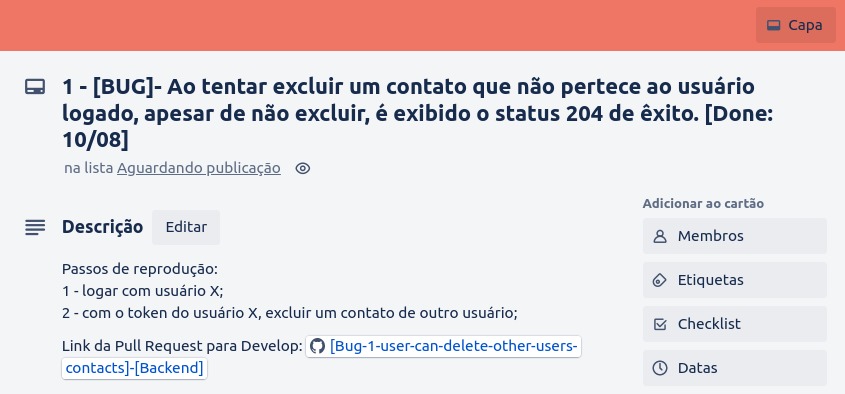 Capa
1 - [BUG]- Ao tentar excluir um contato que não pertece ao usuário
logado, apesar de não excluir, é exibido o status 204 de êxito. [Done:
10/08]
na lista Aguardando publicação
Adicionar ao cartão
Descrição
Editar
Membros
Passos de reprodução:
1 - logar com usuário X;
2 - com o token do usuário X, excluir um contato de outro usuário;
Etiquetas
Checklist
Link da Pull Request para Develop: [Bug-1-user-can-delete-other-users-
contacts]-[Backend]
Datas